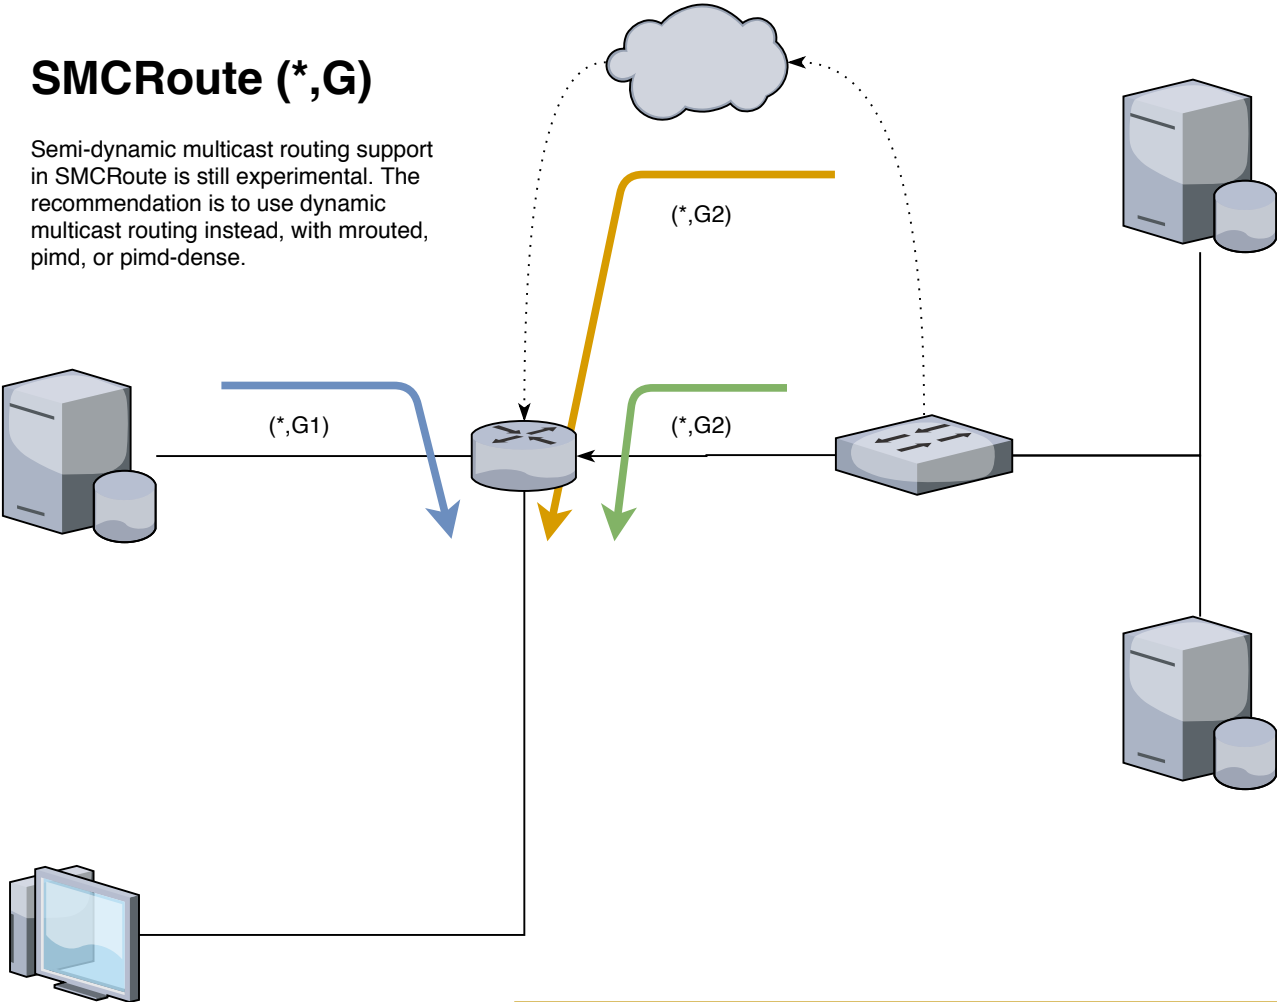 SMCRoute (*,G)
Semi-dynamic multicast routing support
in SMCRoute is still experimental. The
recommendation is to use dynamic
multicast routing instead, with mrouted,
pimd, or pimd-dense.
(*,G2)
(*,G1)
(*,G2)